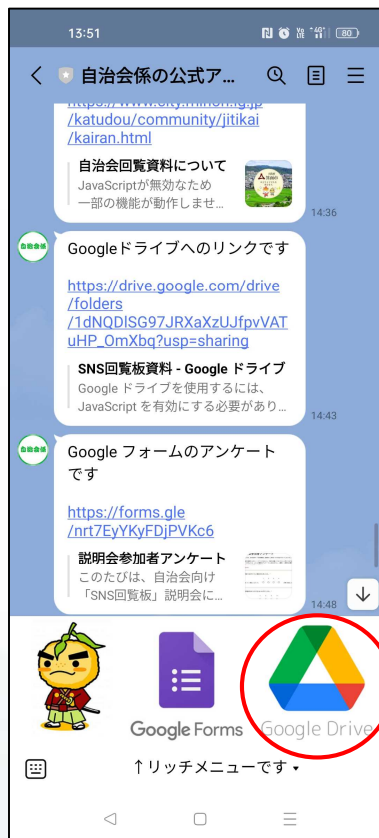 13:51
80
自治会係の公式ア...
/katudou/community/jitikai
/kairan.html
自治会回覧資料について
JavaScriptが無効なため
一部の機能が動作しませ...
14:36
自治会係
Googleドライブへのリンクです
https://drive.google.com/drive
/folders
/1dNQDlSG97JRXaXzUJfpvVAT
uHP_OmXbq?usp=sharing
SNS回覧板資料 - Google ドライブ
Google ドライブを使用するには、
JavaScript を有効にする必要があり...
14:43
自治会係
Google フォームのアンケート
です
https://forms.gle
/nrt7EyYKyFDjPVKc6
説明会参加者アンケート
このたびは、自治会向け
「SNS回覧板」説明会に...
14:48
Google Forms
Google Drive
↑リッチメニューです